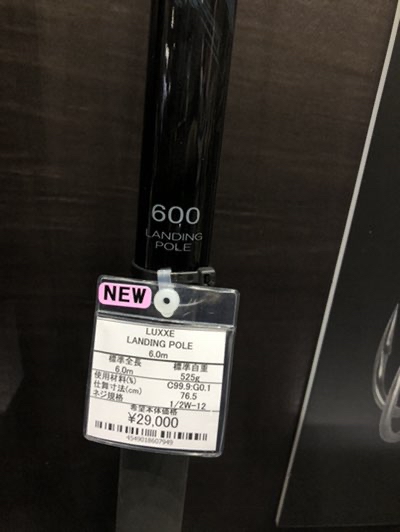 600
LANDING
POLE
NEW
LUXXE
LANDING POLE
6.0m
標準全長 標準自重
6.0m 525g
使用材料(%) C99.9:G0.1
仕舞寸法(cm) 76.5
ネジ規格 1/2W-12
希望本体価格
¥29,000
4549018607949